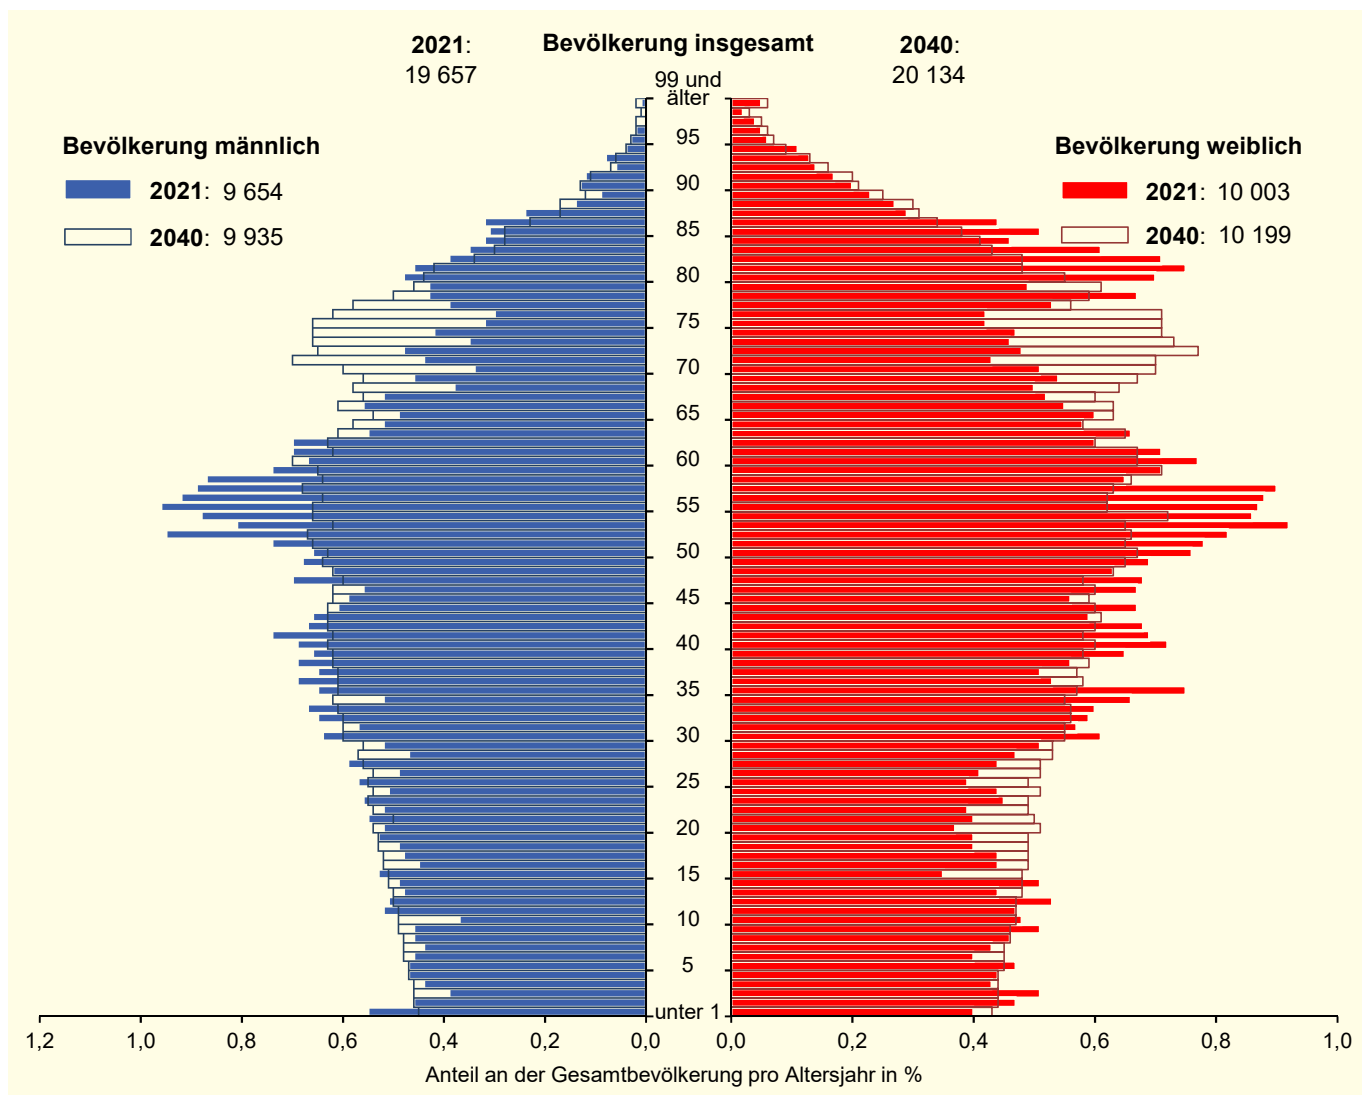 2021: Bevölkerung insgesamt 2040:
19 657 20 134
99 und
älter
Bevölkerung männlich
2021: 9 654
2040: 9 935
Bevölkerung weiblich
2021: 10 003
2040: 10 199
95
90
85
80
75
70
65
60
55
50
45
40
35
30
25
20
15
10
5
unter 1
1,2 1,0 0,8 0,6 0,4 0,2 0,0 0,0 0,2 0,4 0,6 0,8 1,0
Anteil an der Gesamtbevölkerung pro Altersjahr in %